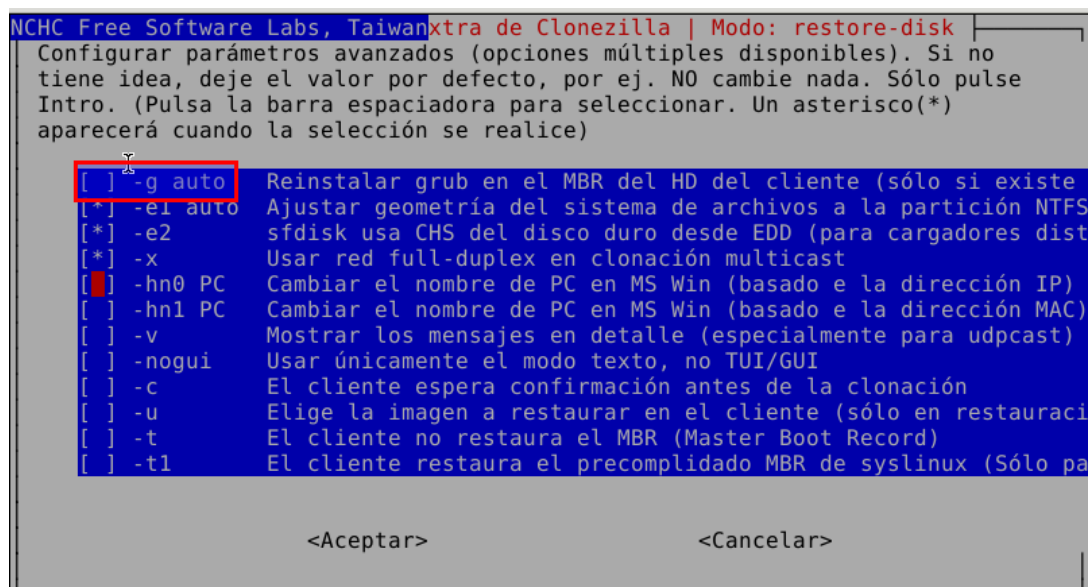 NCHC Free Software Labs, Taiwanxtra de Clonezilla | Modo: restore-disk
Configurar parámetros avanzados (opciones múltiples disponibles). Si no
tiene idea, deje el valor por defecto, por ej. NO cambie nada. Sólo pulse
Intro. (Pulsa la barra espaciadora para seleccionar. Un asterisco(*)
aparecerá cuando la selección se realice)
[ ] -g auto Reinstalar grub en el MBR del HD del cliente (sólo si existe
[*] -e1 auto Ajustar geometría del sistema de archivos a la partición NTFS
[*] -e2 sfdisk usa CHS del disco duro desde EDD (para cargadores dist
[*] -x Usar red full-duplex en clonación multicast
[ ] -hn0 PC Cambiar el nombre de PC en MS Win (basado e la dirección IP)
[ ] -hn1 PC Cambiar el nombre de PC en MS Win (basado e la dirección MAC)
[ ] -v Mostrar los mensajes en detalle (especialmente para udpcast)
[ ] -nogui Usar únicamente el modo texto, no TUI/GUI
[ ] -c El cliente espera confirmación antes de la clonación
[ ] -u Elige la imagen a restaurar en el cliente (sólo en restauraci
[ ] -t El cliente no restaura el MBR (Master Boot Record)
[ ] -t1 El cliente restaura el precomplidado MBR de syslinux (Sólo pa
<Aceptar> <Cancelar>